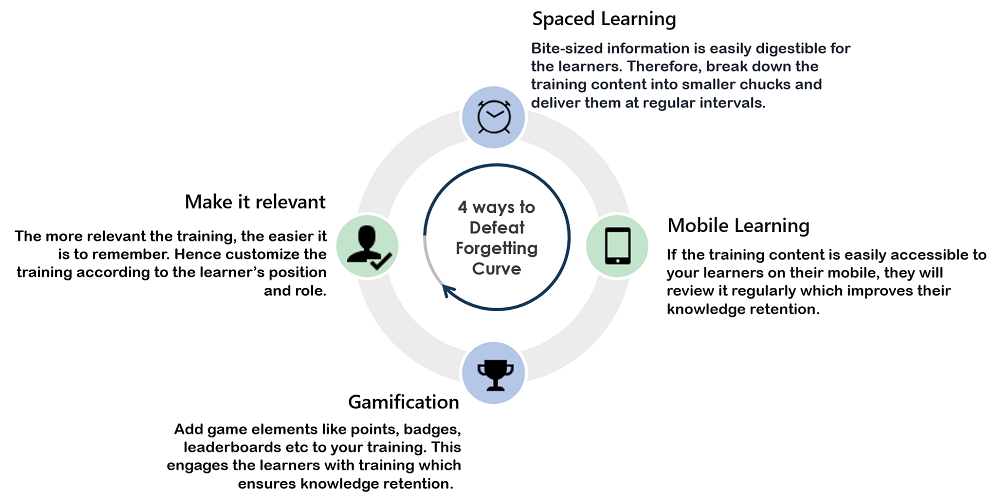 Spaced Learning
Bite-sized information is easily digestible for
the learners. Therefore, break down the
training content into smaller chucks and
deliver them at regular intervals.
4 ways to
Defeat
Forgetting
Curve
Mobile Learning
If the training content is easily accessible to
your learners on their mobile, they will
review it regularly which improves their
knowledge retention.
Gamification
Add game elements like points, badges,
leaderboards etc to your training. This
engages the learners with training which
ensures knowledge retention.
Make it relevant
The more relevant the training, the easier it
is to remember. Hence customize the
training according to the learner's position
and role.